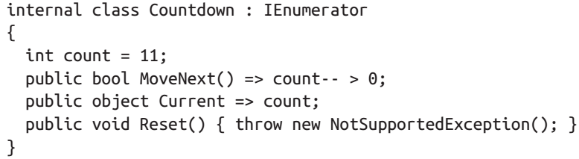 internal class Countdown : IEnumerator
{
  int count = 11;
  public bool MoveNext() => count-- > 0;
  public object Current => count;
  public void Reset() { throw new NotSupportedException(); }
}